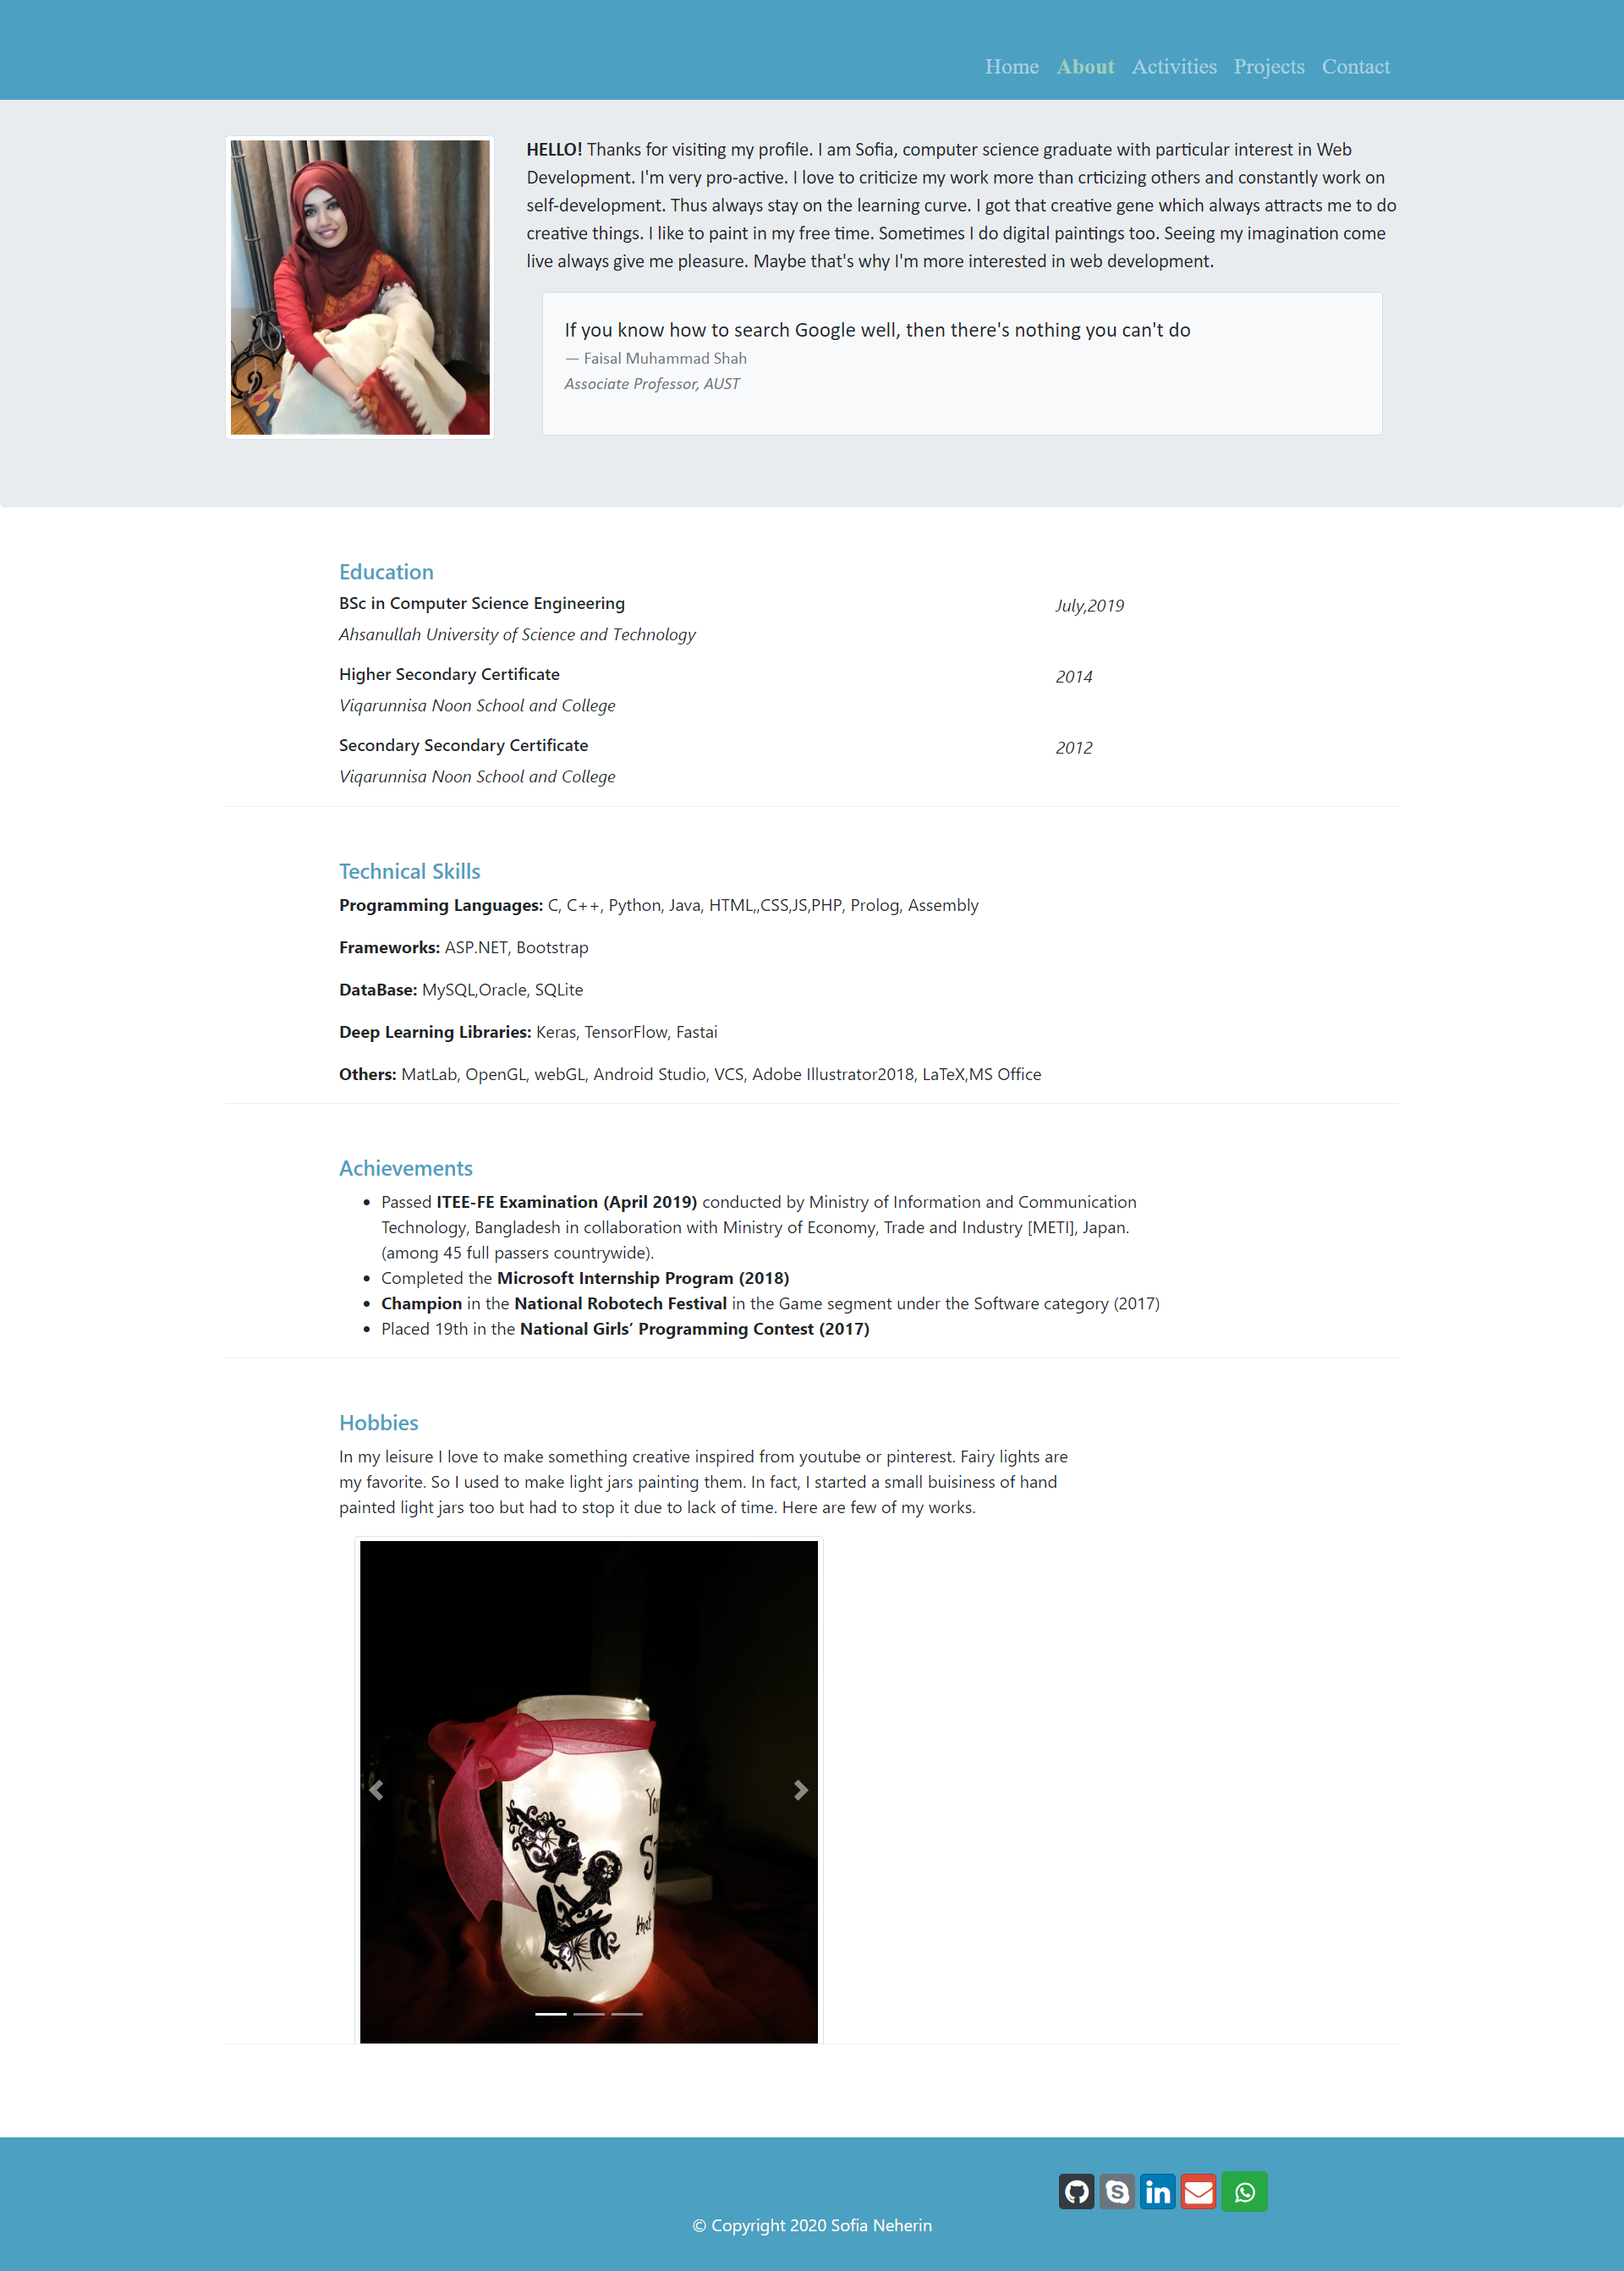 Home About Activities Projects Contact
HELLO! Thanks for visiting my profile. I am Sofia, computer science graduate with particular interest in Web
Development. I'm very pro-active. I love to criticize my work more than crticizing others and constantly work on
self-development. Thus always stay on the learning curve. I got that creative gene which always attracts me to do
creative things. I like to paint in my free time. Sometimes I do digital paintings too. Seeing my imagination come
live always give me pleasure. Maybe that's why I'm more interested in web development.
If you know how to search Google well, then there's nothing you can't do
— Faisal Muhammad Shah
Associate Professor, AUST
Education
BSc in Computer Science Engineering July,2019
Ahsanullah University of Science and Technology
Higher Secondary Certificate 2014
Viqarunnisa Noon School and College
Secondary Secondary Certificate 2012
Viqarunnisa Noon School and College
Technical Skills
Programming Languages: C, C++, Python, Java, HTML,,CSS,JS,PHP, Prolog, Assembly
Frameworks: ASP.NET, Bootstrap
DataBase: MySQL,Oracle, SQLite
Deep Learning Libraries: Keras, TensorFlow, Fastai
Others: MatLab, OpenGL, webGL, Android Studio, VCS, Adobe Illustrator2018, LaTeX,MS Office
Achievements
• Passed ITEE-FE Examination (April 2019) conducted by Ministry of Information and Communication
Technology, Bangladesh in collaboration with Ministry of Economy, Trade and Industry [METI], Japan.
(among 45 full passers countrywide).
• Completed the Microsoft Internship Program (2018)
• Champion in the National Robotech Festival in the Game segment under the Software category (2017)
• Placed 19th in the National Girls’ Programming Contest (2017)
Hobbies
In my leisure I love to make something creative inspired from youtube or pinterest. Fairy lights are
my favorite. So I used to make light jars painting them. In fact, I started a small buisiness of hand
painted light jars too but had to stop it due to lack of time. Here are few of my works.
in
© Copyright 2020 Sofia Neherin